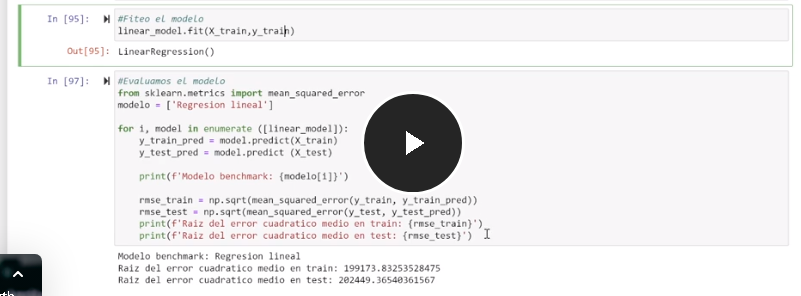 In [95]: #Fiteo el modelo
linear_model.fit(X_train,y_train)
Out[95]: LinearRegression()
In [97]: #Evaluamos el modelo
from sklearn.metrics import mean_squared_error
modelo = ['Regresion lineal']
for i, model in enumerate ([linear_model]):
y_train_pred = model.predict(X_train)
y_test_pred = model.predict (X_test)
print(f'Modelo benchmark: {modelo[i]}')
rmse_train = np.sqrt(mean_squared_error(y_train, y_train_pred))
rmse_test = np.sqrt(mean_squared_error(y_test, y_test_pred))
print(f'Raiz del error cuadratico medio en train: {rmse_train}')
print(f'Raiz del error cuadratico medio en test: {rmse_test}')
Modelo benchmark: Regresion lineal
Raiz del error cuadratico medio en train: 199173.83253528475
Raiz del error cuadratico medio en test: 202449.36540361567